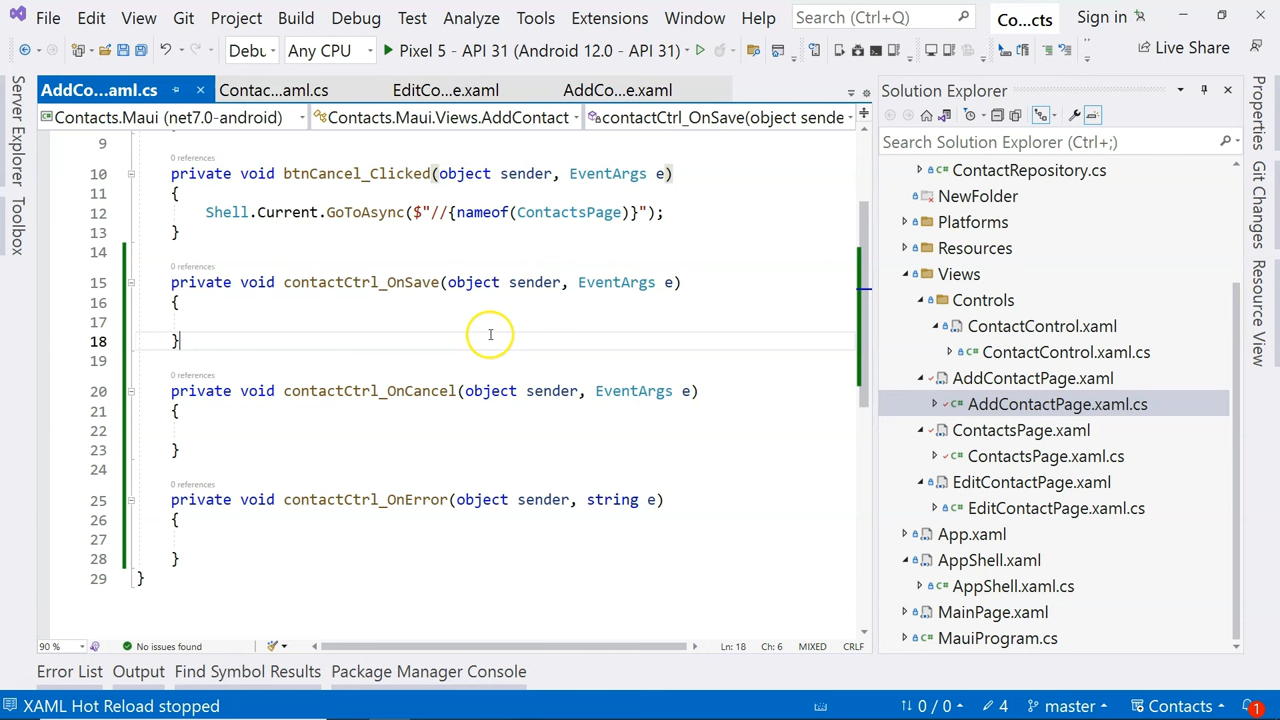 File Edit View Git Project Build Debug Test Analyze Tools Extensions Window Help Search (Ctrl+Q) Co...cts Sign in
Debu Any CPU Pixel 5 - API 31 (Android 12.0 - API 31) Live Share
AddCo...aml.cs Contac...aml.cs EditCo...e.xaml AddCo...e.xaml
Contacts.Maui (net7.0-android) Contacts.Maui.Views.AddContact contactCtrl_OnSave(object sende
9
0 references
10 private void btnCancel_Clicked(object sender, EventArgs e)
11 {
12 Shell.Current.GoToAsync($"//{nameof(ContactsPage)}");
13 }
14
0 references
15 private void contactCtrl_OnSave(object sender, EventArgs e)
16 {
17
18 }
19
0 references
20 private void contactCtrl_OnCancel(object sender, EventArgs e)
21 {
22
23 }
24
0 references
25 private void contactCtrl_OnError(object sender, string e)
26 {
27
28 }
29 }
90 % No issues found Ln: 18 Ch: 6 MIXED CRLF
Server Explorer
Toolbox
Solution Explorer
Search Solution Explorer (Ctrl+;)
ContactRepository.cs
NewFolder
Platforms
Resources
Views
Controls
ContactControl.xaml
ContactControl.xaml.cs
AddContactPage.xaml
AddContactPage.xaml.cs
ContactsPage.xaml
ContactsPage.xaml.cs
EditContactPage.xaml
EditContactPage.xaml.cs
App.xaml
AppShell.xaml
AppShell.xaml.cs
MainPage.xaml
MauiProgram.cs
Properties
Git Changes
Resource View
Error List Output Find Symbol Results Package Manager Console
XAML Hot Reload stopped 0 / 0 4 master Contacts 1